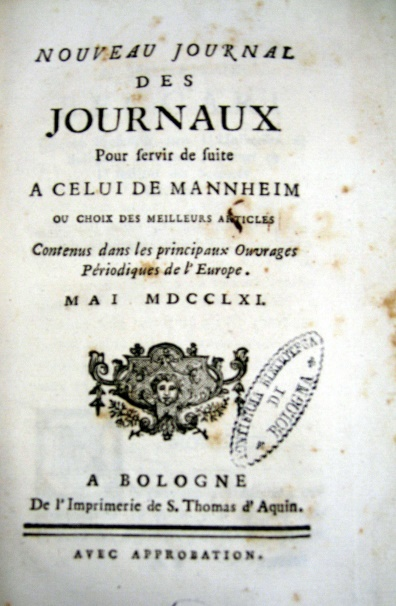 NOUVEAU JOURNAL
DES
JOURNAUX
Pour ſervir de ſuite
A CELUI DE MANNHEIM
OU CHOIX DES MEILLEURS ARTICLES
Contenus dans les principaux Ouvrages
Périodiques de l'Europe.
MAI MDCCLXI.
PONTIFICIA BIBLIOTECA
DI
BOLOGNA
A BOLOGNE
De l'Imprimerie de S. Thomas d'Aquin.
AVEC APPROBATION.